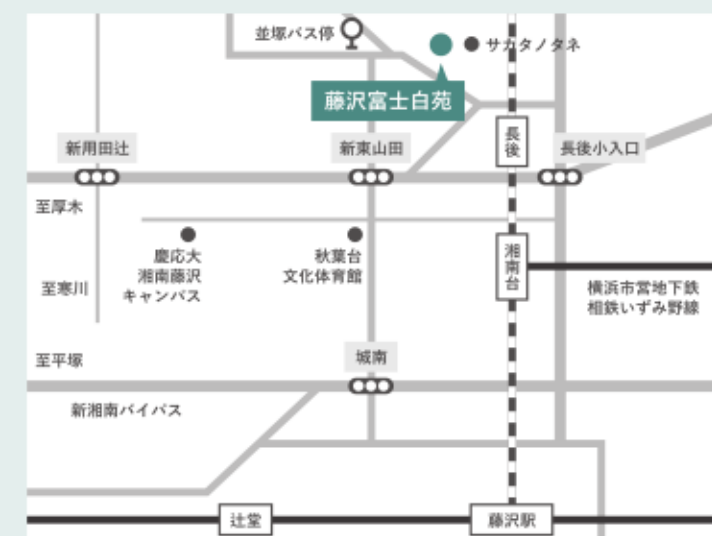 並塚バス停
サカタノタネ
藤沢富士白苑
新用田辻
新東山田
長後
長後小入口
至厚木
慶応大
湘南藤沢
キャンパス
秋葉台
文化体育館
湘南台
至寒川
横浜市営地下鉄
相鉄いずみ野線
至平塚
城南
新湘南バイパス
辻堂
藤沢駅